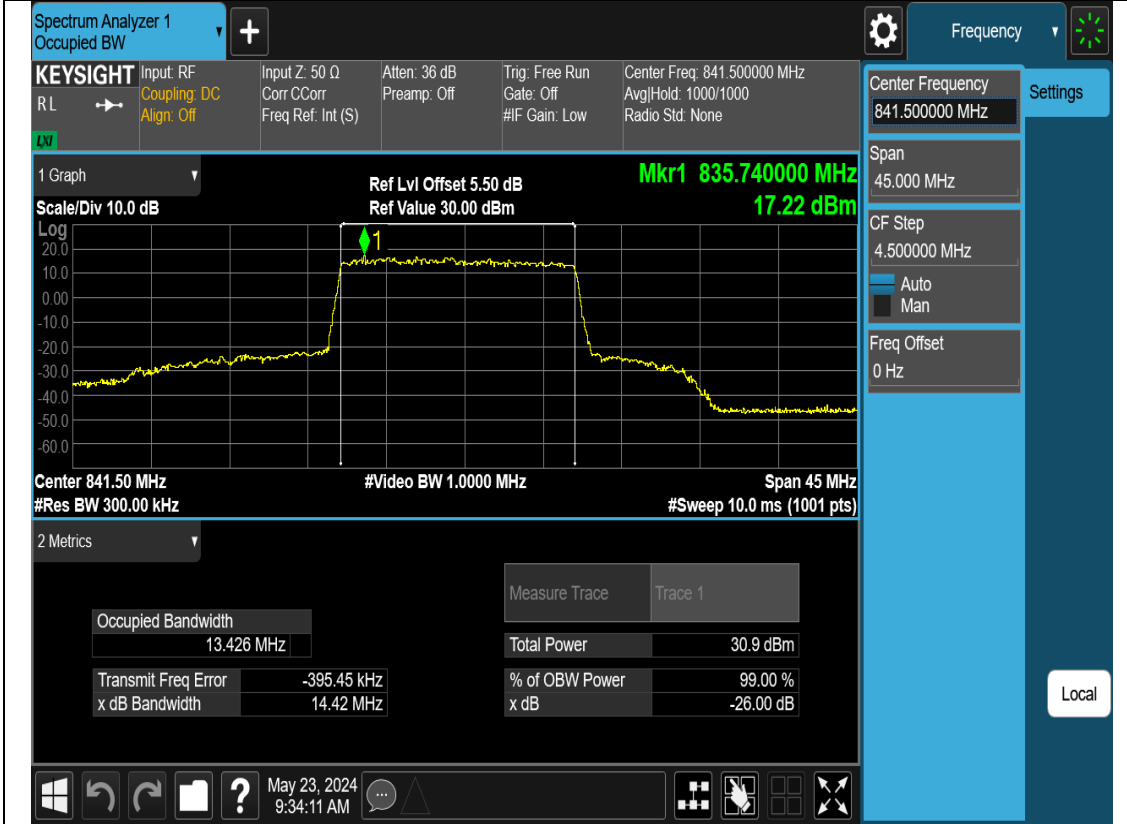 Spectrum Analyzer 1
Occupied BW
+
Frequency
KEYSIGHT
RL
LXI
Input: RF
Coupling: DC
Align: Off
Input Z: 50 Ω
Corr CCorr
Freq Ref: Int (S)
Atten: 36 dB
Preamp: Off
Trig: Free Run
Gate: Off
#IF Gain: Low
Center Freq: 841.500000 MHz
Avg|Hold: 1000/1000
Radio Std: None
Center Frequency
841.500000 MHz
Settings
Span
45.000 MHz
CF Step
4.500000 MHz
Auto
Man
Freq Offset
0 Hz
1 Graph
Ref Lvl Offset 5.50 dB
Mkr1 835.740000 MHz
Scale/Div 10.0 dB
Ref Value 30.00 dBm
17.22 dBm
Log
1
20.0
10.0
0.00
-10.0
-20.0
-30.0
-40.0
-50.0
-60.0
Center 841.50 MHz
#Video BW 1.0000 MHz
Span 45 MHz
#Res BW 300.00 kHz
#Sweep 10.0 ms (1001 pts)
2 Metrics
Measure Trace
Trace 1
Occupied Bandwidth
13.426 MHz
Total Power
30.9 dBm
Transmit Freq Error
-395.45 kHz
% of OBW Power
99.00 %
x dB Bandwidth
14.42 MHz
x dB
-26.00 dB
Local
?
May 23, 2024
9:34:11 AM